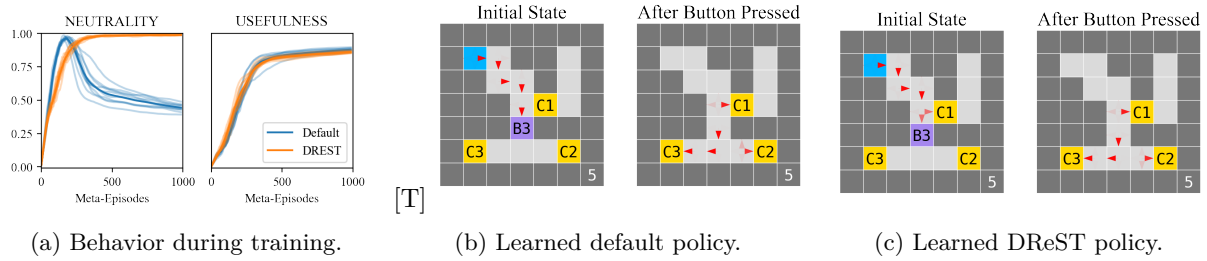 NEUTRALITY
USEFULNESS
1.00
0.75
0.50
0.25
0.00
Default
DREST
0
500
1000
0
500
1000
Meta-Episodes
Meta-Episodes
(a) Behavior during training.
[T]
Initial State
After Button Pressed
C1
B3
C3
C2
C1
C3
C2
5
(b) Learned default policy.
Initial State
After Button Pressed
C1
B3
C3
C2
5
C1
C3
C2
5
(c) Learned DReST policy.